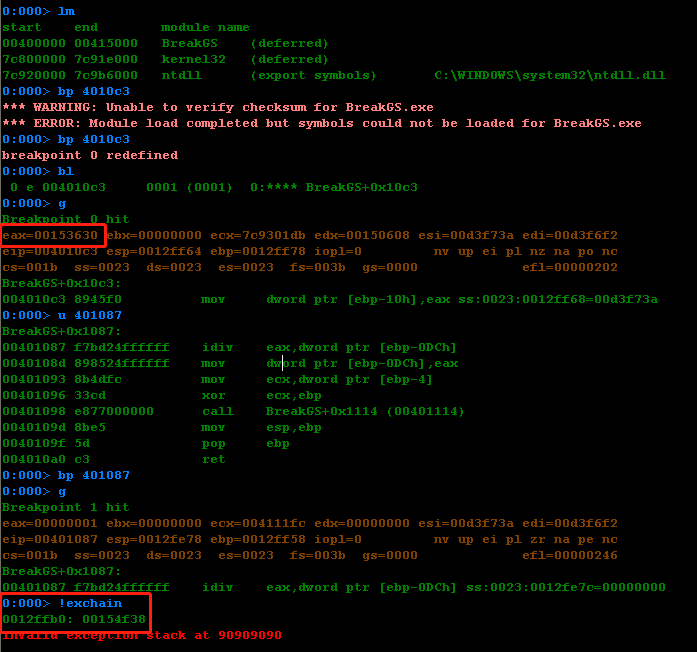 0:000> lm
start    end        module name
00400000 00415000   BreakGS    (deferred)
7c800000 7c91e000   kernel32   (deferred)
7c920000 7c9b6000   ntdll      (export symbols)       C:\WINDOWS\system32\ntdll.dll
0:000> bp 4010c3
*** WARNING: Unable to verify checksum for BreakGS.exe
*** ERROR: Module load completed but symbols could not be loaded for BreakGS.exe
0:000> bp 4010c3
breakpoint 0 redefined
0:000> bl
 0 e 004010c3     0001 (0001)  0:**** BreakGS+0x10c3
0:000> g
Breakpoint 0 hit
eax=00153630 ebx=00000000 ecx=7c9301db edx=00150608 esi=00d3f73a edi=00d3f6f2
eip=004010c3 esp=0012ff64 ebp=0012ff78 iopl=0         nv up ei pl nz na po nc
cs=001b  ss=0023  ds=0023  es=0023  fs=003b  gs=0000             efl=00000202
BreakGS+0x10c3:
004010c3 8945f0          mov     dword ptr [ebp-10h],eax ss:0023:0012ff68=00d3f73a
0:000> u 401087
BreakGS+0x1087:
00401087 f7bd24ffffff    idiv    eax,dword ptr [ebp-0DCh]
0040108d 898524ffffff    mov     dword ptr [ebp-0DCh],eax
00401093 8b4dfc          mov     ecx,dword ptr [ebp-4]
00401096 33cd            xor     ecx,ebp
00401098 e877000000      call    BreakGS+0x1114 (00401114)
0040109d 8be5            mov     esp,ebp
0040109f 5d              pop     ebp
004010a0 c3              ret
0:000> bp 401087
0:000> g
Breakpoint 1 hit
eax=00000001 ebx=00000000 ecx=004111fc edx=00000000 esi=00d3f73a edi=00d3f6f2
eip=00401087 esp=0012fe78 ebp=0012ff58 iopl=0         nv up ei pl zr na pe nc
cs=001b  ss=0023  ds=0023  es=0023  fs=003b  gs=0000             efl=00000246
BreakGS+0x1087:
00401087 f7bd24ffffff    idiv    eax,dword ptr [ebp-0DCh] ss:0023:0012fe7c=00000000
0:000> !exchain
0012ffb0: 00154f38
Invalid exception stack at 90909090